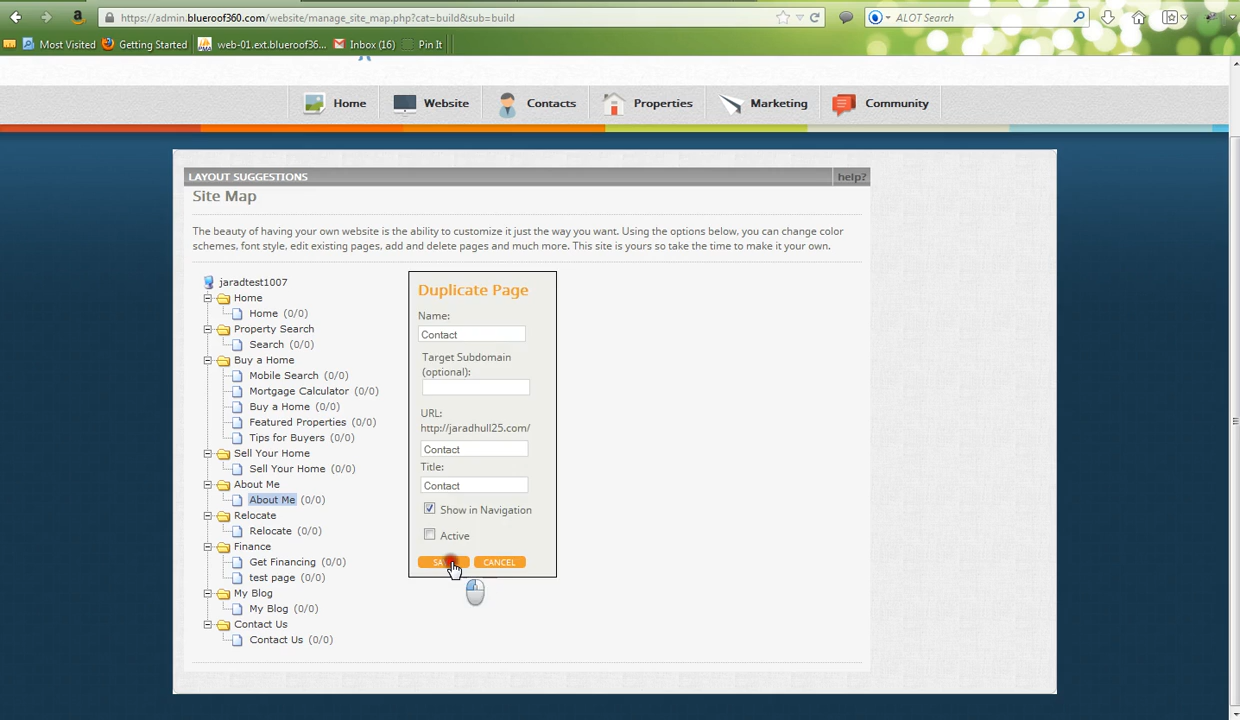 https://admin.blueroof360.com/website/manage_site_map.php?cat=build&sub=build
ALOT Search
Most Visited
Getting Started
web-01.ext.blueroof36...
Inbox (16)
Pin It
Home
Website
Contacts
Properties
Marketing
Community
LAYOUT SUGGESTIONS
help?
Site Map
The beauty of having your own website is the ability to customize it just the way you want. Using the options below, you can change color
schemes, font style, edit existing pages, add and delete pages and much more. This site is yours so take the time to make it your own.
jaradtest1007
Home
Home (0/0)
Property Search
Search (0/0)
Buy a Home
Mobile Search (0/0)
Mortgage Calculator (0/0)
Buy a Home (0/0)
Featured Properties (0/0)
Tips for Buyers (0/0)
Sell Your Home
Sell Your Home (0/0)
About Me
About Me (0/0)
Relocate
Relocate (0/0)
Finance
Get Financing (0/0)
test page (0/0)
My Blog
My Blog (0/0)
Contact Us
Contact Us (0/0)
Duplicate Page
Name:
Contact
Target Subdomain
(optional):
URL:
http://jaradhull25.com/
Contact
Title:
Contact
Show in Navigation
Active
CANCEL